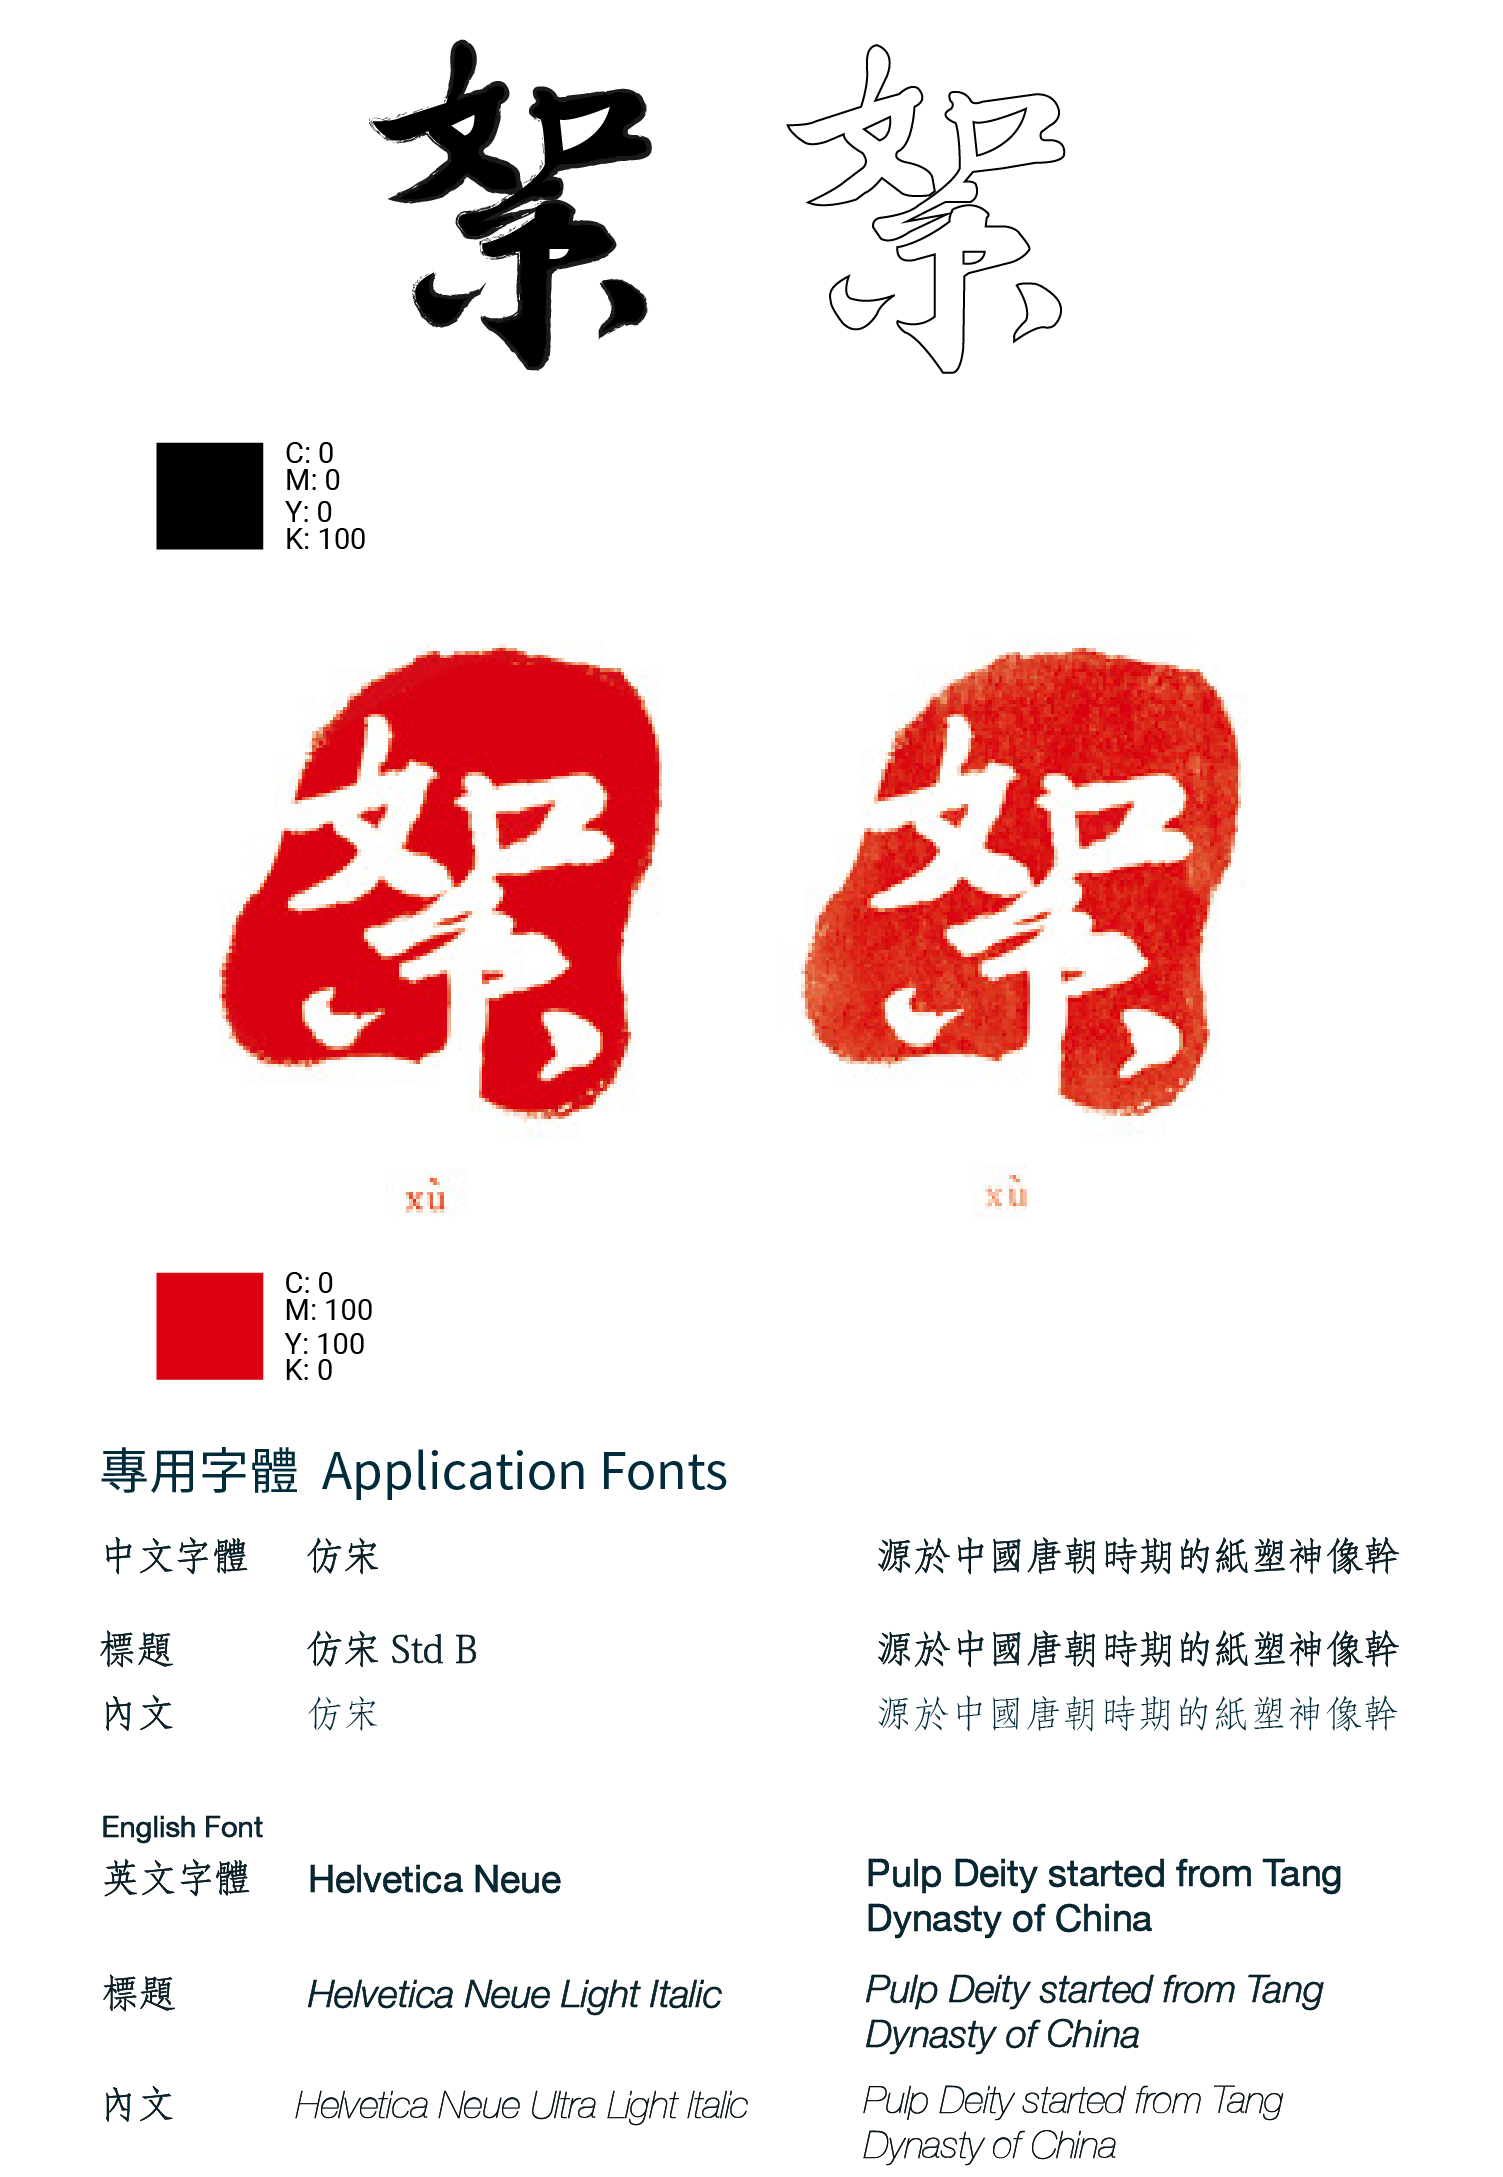 絮 絮
C: 0
M: 0
Y: 0
K: 100
絮 絮
xù xù
C: 0
M: 100
Y: 100
K: 0
專用字體 Application Fonts
中文字體 仿宋 源於中國唐朝時期的紙塑神像幹
標題 仿宋 Std B 源於中國唐朝時期的紙塑神像幹
內文 仿宋 源於中國唐朝時期的紙塑神像幹
English Font
英文字體 Helvetica Neue Pulp Deity started from Tang
Dynasty of China
標題 Helvetica Neue Light Italic Pulp Deity started from Tang
Dynasty of China
內文 Helvetica Neue Ultra Light Italic Pulp Deity started from Tang
Dynasty of China